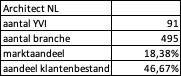 Architect NL
aantal YVI 91
aantal branche 495
marktaandeel 18,38%
aandeel klantenbestand 46,67%